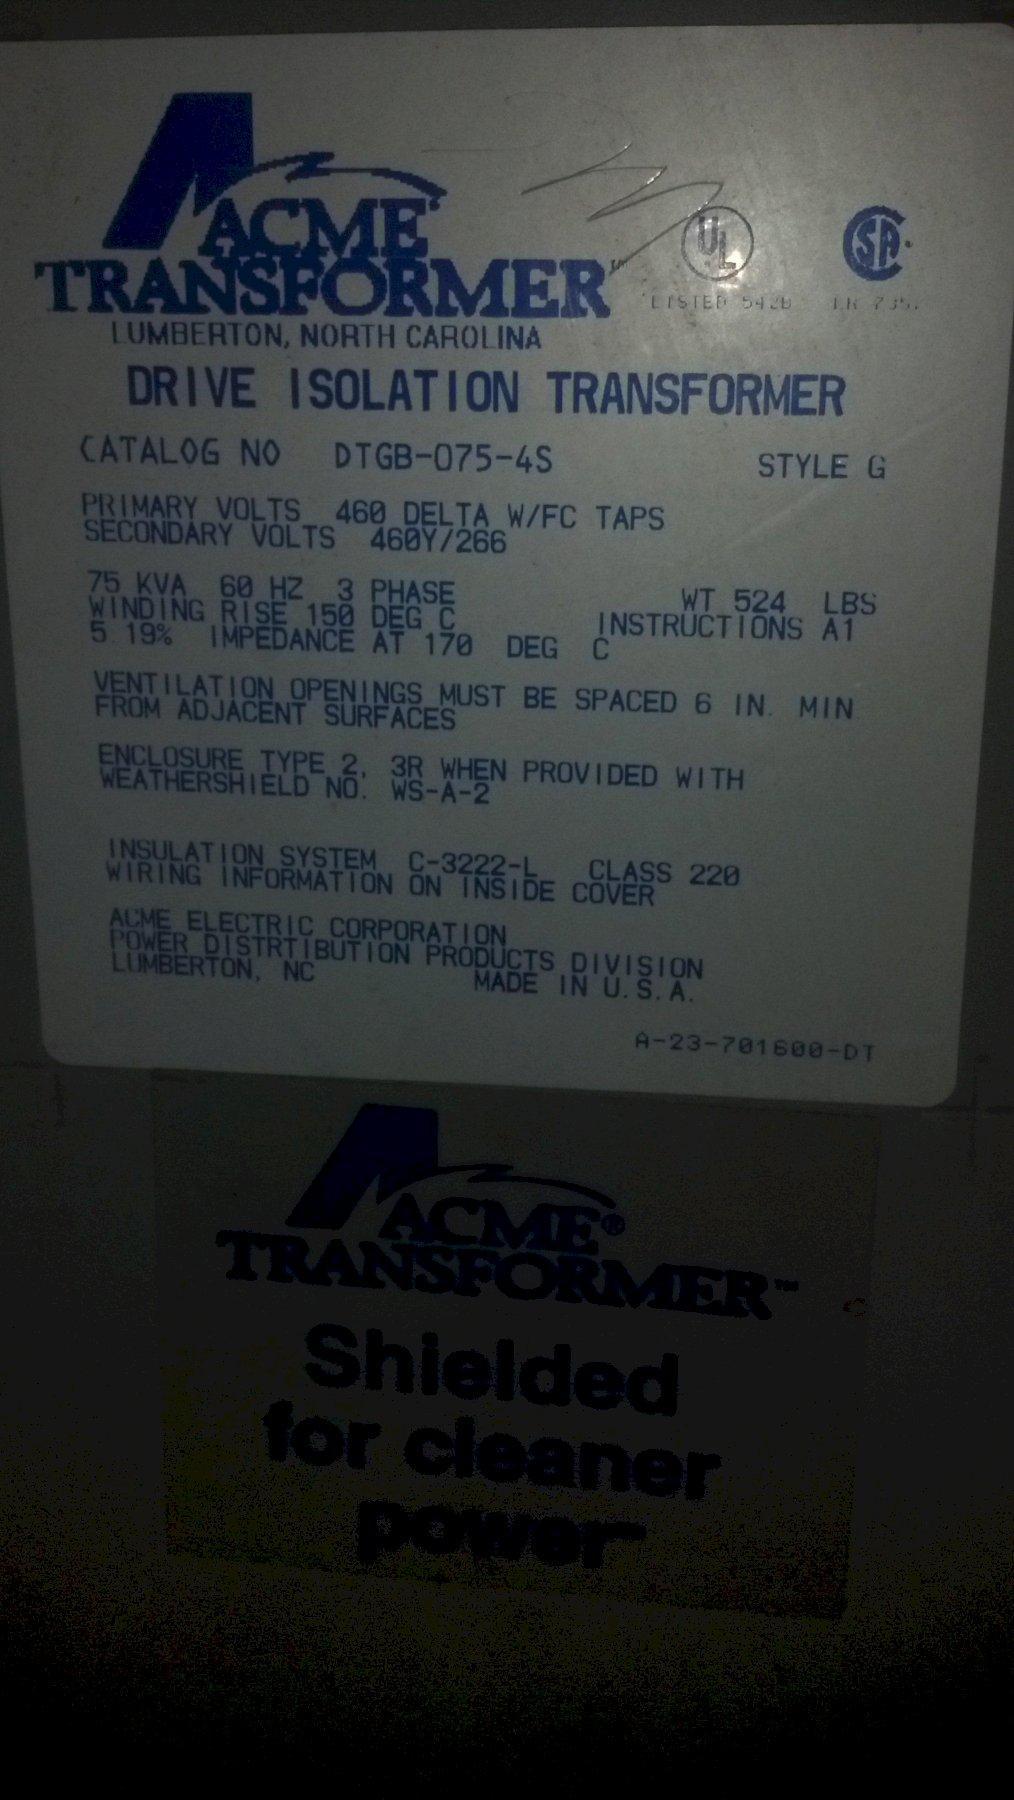 ACME
TRANSFORMER™
UL
LISTED 542B
LUMBERTON, NORTH CAROLINA
DRIVE ISOLATION TRANSFORMER
CATALOG NO DTGB-075-4S STYLE G
PRIMARY VOLTS 460 DELTA W/FC TAPS
SECONDARY VOLTS 460Y/266
75 KVA 60 HZ 3 PHASE WT 524 LBS
WINDING RISE 150 DEG C INSTRUCTIONS A1
5.19% IMPEDANCE AT 170 DEG C
VENTILATION OPENINGS MUST BE SPACED 6 IN. MIN
FROM ADJACENT SURFACES
ENCLOSURE TYPE 2, 3R WHEN PROVIDED WITH
WEATHERSHIELD NO. WS-A-2
INSULATION SYSTEM C-3222-L CLASS 220
WIRING INFORMATION ON INSIDE COVER
ACME ELECTRIC CORPORATION
POWER DISTRTIBUTION PRODUCTS DIVISION
LUMBERTON, NC MADE IN U.S.A.
A-23-701600-DT
ACME®
TRANSFORMER™
Shielded
for cleaner
power